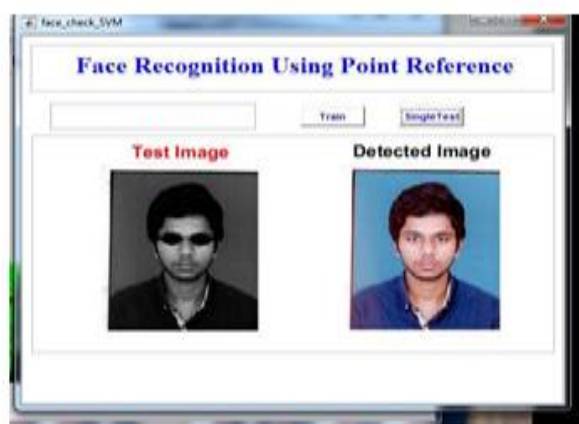 face_check_SVM
Face Recognition Using Point Reference
Train
SingleTest
Test Image
Detected Image